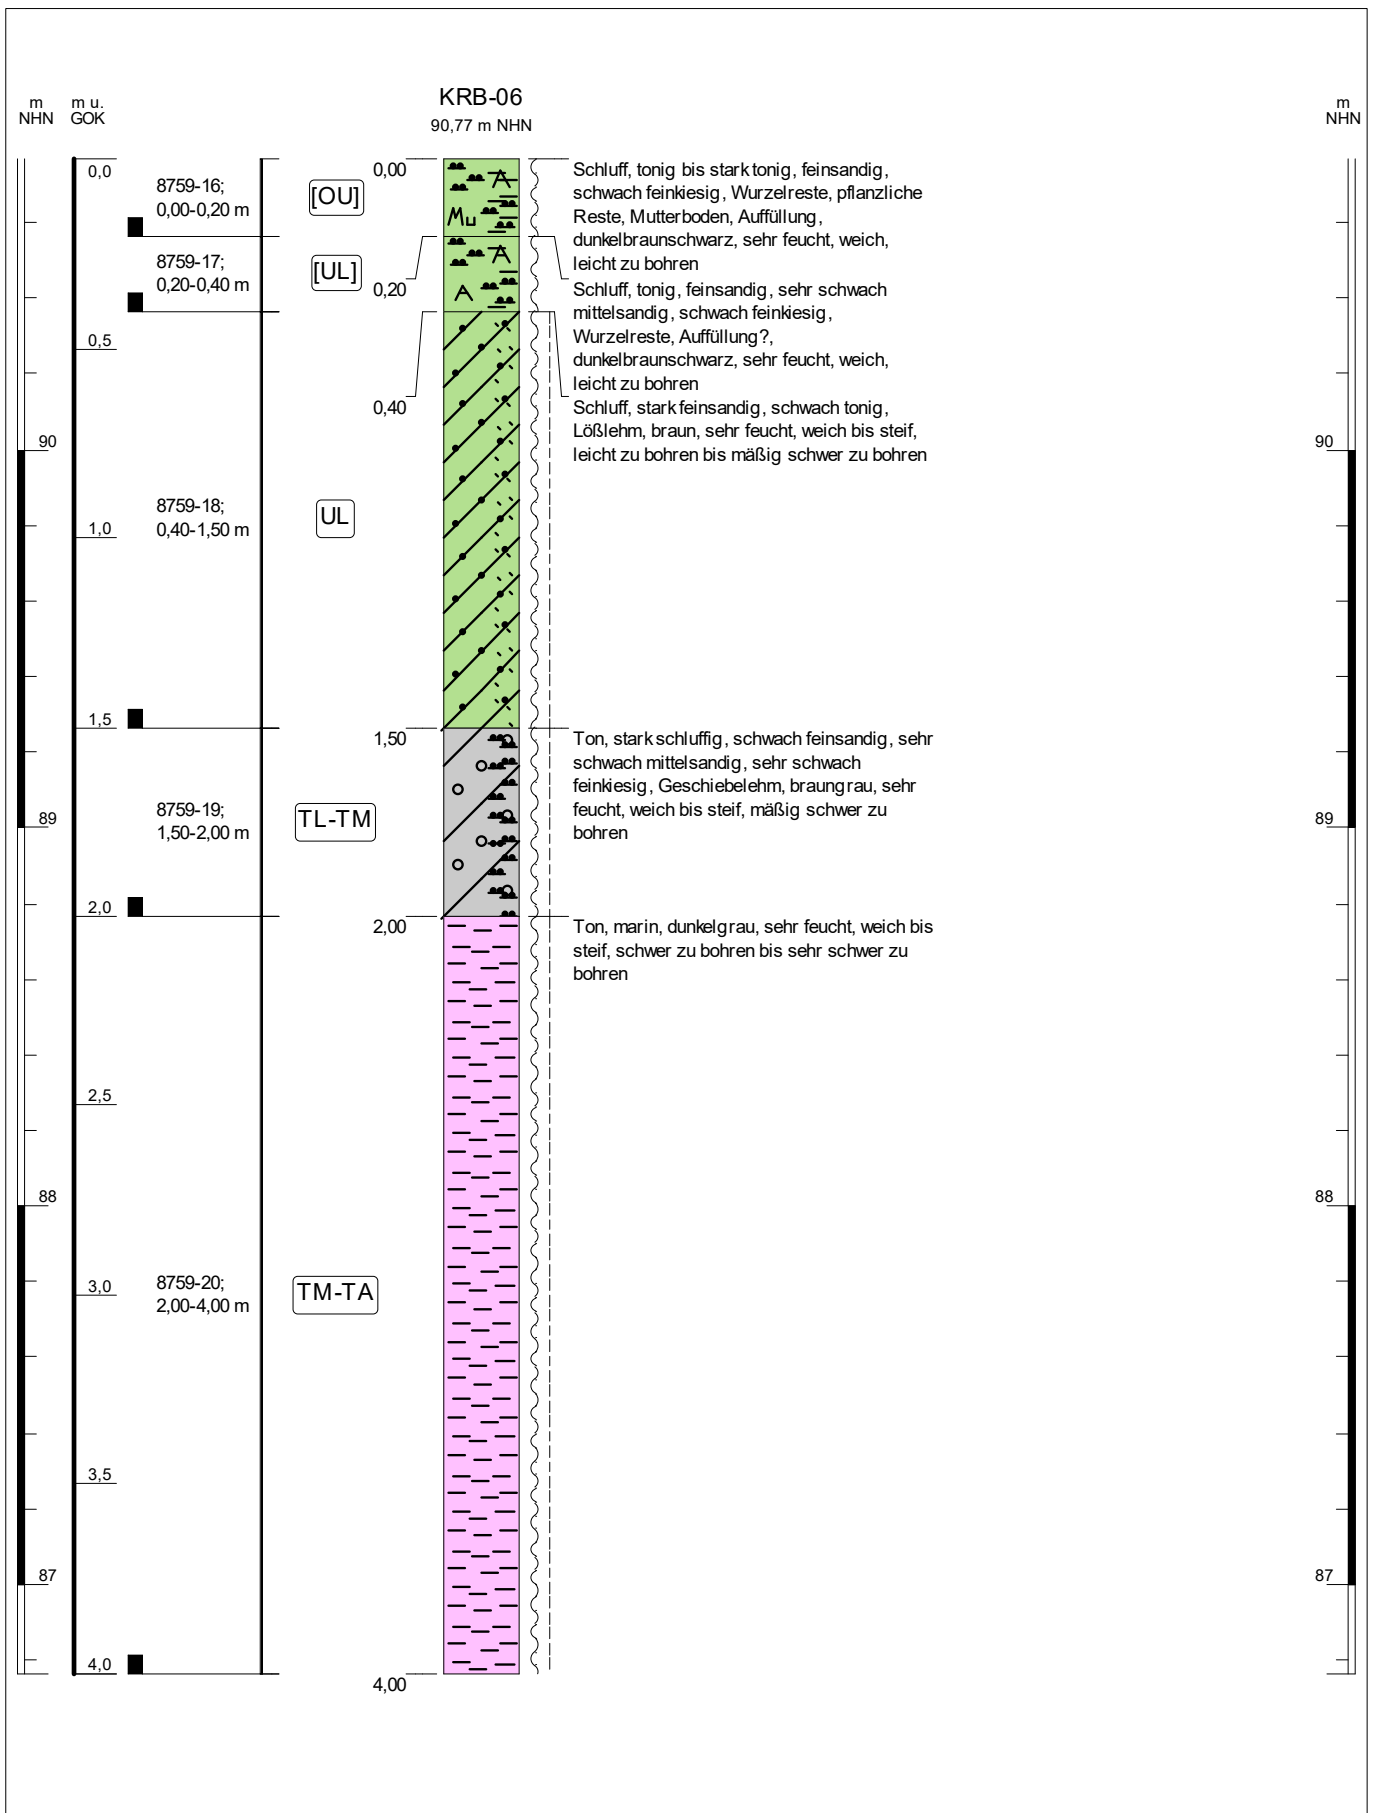 KRB-06
90,77 m NHN
m
NHN
m u.
GOK
m
NHN
0,0
0,5
1,0
1,5
2,0
2,5
3,0
3,5
4,0
90
89
88
87
8759-16;
0,00-0,20 m
8759-17;
0,20-0,40 m
8759-18;
0,40-1,50 m
8759-19;
1,50-2,00 m
8759-20;
2,00-4,00 m
[OU]
[UL]
UL
TL-TM
TM-TA
0,00
0,20
0,40
1,50
2,00
4,00
A
Mu
A
A
Schluff, tonig bis stark tonig, feinsandig,
schwach feinkiesig, Wurzelreste, pflanzliche
Reste, Mutterboden, Auffüllung,
dunkelbraunschwarz, sehr feucht, weich,
leicht zu bohren
Schluff, tonig, feinsandig, sehr schwach
mittelsandig, schwach feinkiesig,
Wurzelreste, Auffüllung?,
dunkelbraunschwarz, sehr feucht, weich,
leicht zu bohren
Schluff, stark feinsandig, schwach tonig,
Lößlehm, braun, sehr feucht, weich bis steif,
leicht zu bohren bis mäßig schwer zu bohren
Ton, stark schluffig, schwach feinsandig, sehr
schwach mittelsandig, sehr schwach
feinkiesig, Geschiebelehm, braungrau, sehr
feucht, weich bis steif, mäßig schwer zu
bohren
Ton, marin, dunkelgrau, sehr feucht, weich bis
steif, schwer zu bohren bis sehr schwer zu
bohren
90
89
88
87